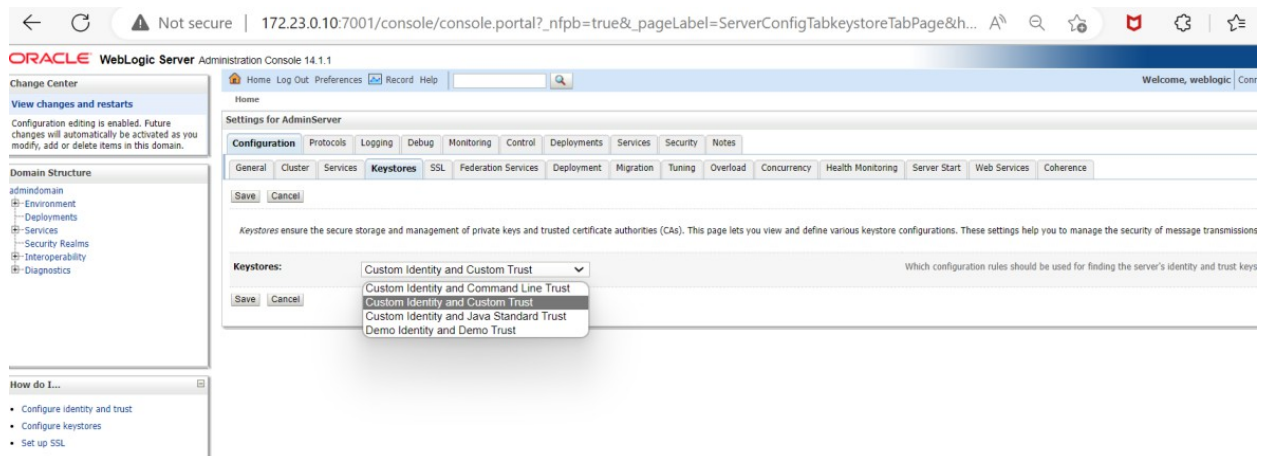 Not secure | 172.23.0.10:7001/console/console.portal?_nfpb=true&_pageLabel=ServerConfigTabkeystoreTabPage&h...
ORACLE WebLogic Server Administration Console 14.1.1
Change Center
View changes and restarts
Configuration editing is enabled. Future
changes will automatically be activated as you
modify, add or delete items in this domain.
Domain Structure
admindomain
Environment
Deployments
Services
Security Realms
Interoperability
Diagnostics
How do I...
Configure identity and trust
Configure keystores
Set up SSL
Home Log Out Preferences Record Help
Welcome, weblogic
Home
Settings for AdminServer
Configuration Protocols Logging Debug Monitoring Control Deployments Services Security Notes
General Cluster Services Keystores SSL Federation Services Deployment Migration Tuning Overload Concurrency Health Monitoring Server Start Web Services Coherence
Save Cancel
Keystores ensure the secure storage and management of private keys and trusted certificate authorities (CAs). This page lets you view and define various keystore configurations. These settings help you to manage the security of message transmissions
Keystores: Custom Identity and Custom Trust Which configuration rules should be used for finding the server's identity and trust keys
Custom Identity and Command Line Trust
Custom Identity and Custom Trust
Custom Identity and Java Standard Trust
Demo Identity and Demo Trust
Save Cancel